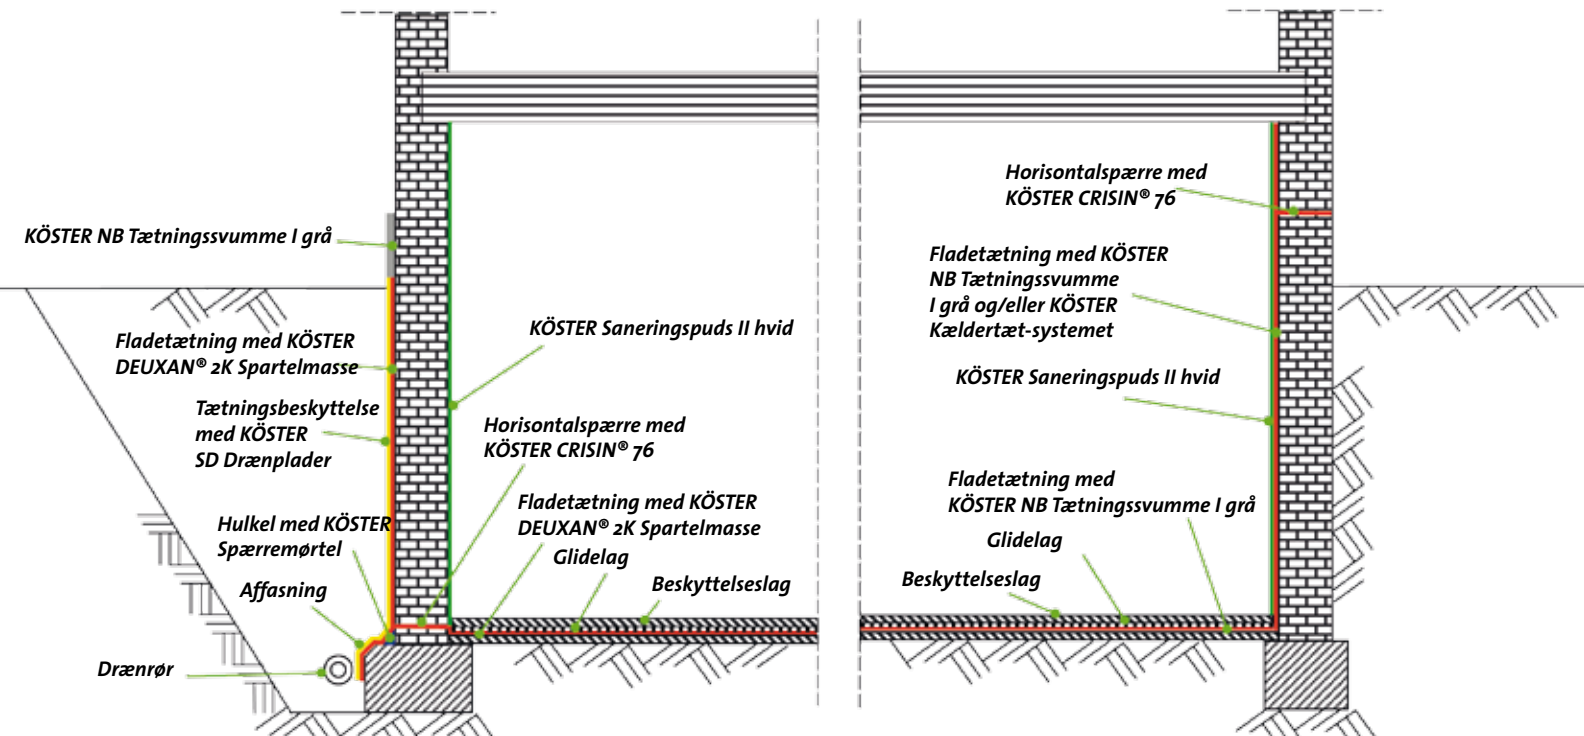 KÖSTER NB Tætningssvumme I grå
Fladetætning med KÖSTER
DEUXAN® 2K Spartelmasse
Tætningsbeskyttelse
med KÖSTER
SD Drænplader
Hulkel med KÖSTER
Spærremørtel
Affasning
Drænrør
KÖSTER Saneringspuds II hvid
Horisontalspærre med
KÖSTER CRISIN® 76
Fladetætning med KÖSTER
DEUXAN® 2K Spartelmasse
Glidelag
Beskyttelseslag
Horisontalspærre med
KÖSTER CRISIN® 76
Fladetætning med KÖSTER
NB Tætningssvumme
I grå og/eller KÖSTER
Kældertæt-systemet
KÖSTER Saneringspuds II hvid
Fladetætning med
KÖSTER NB Tætningssvumme I grå
Glidelag
Beskyttelseslag